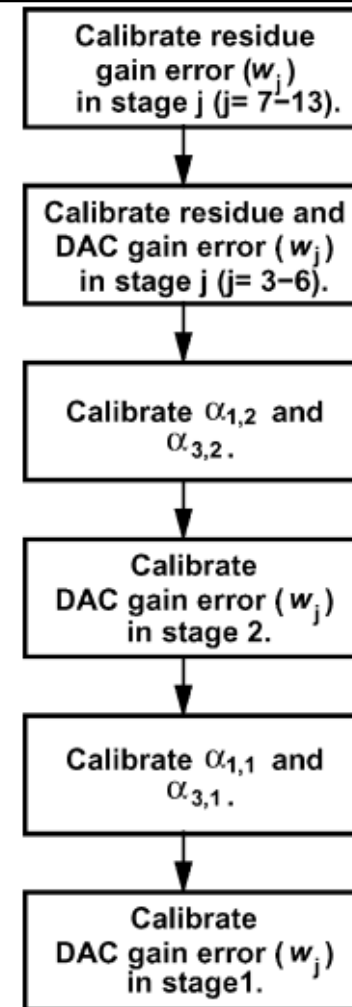 Calibrate residue
gain error (wj)
in stage j (j= 7−13).
Calibrate residue and
DAC gain error (wj)
in stage j (j= 3−6).
Calibrate α1,2 and
α3,2.
Calibrate
DAC gain error (wj)
in stage 2.
Calibrate α1,1 and
α3,1.
Calibrate
DAC gain error (wj)
in stage1.